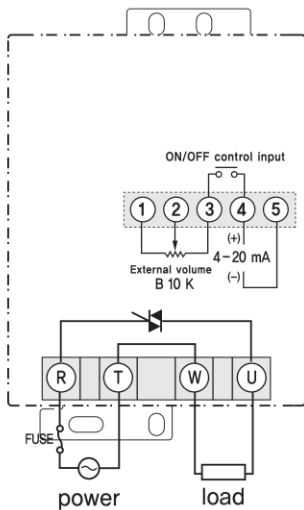 ON/OFF control input
1 2 3 4 5
(+)
4-20 mA
(-)
External volume
B 10 K
R T W U
FUSE
power load